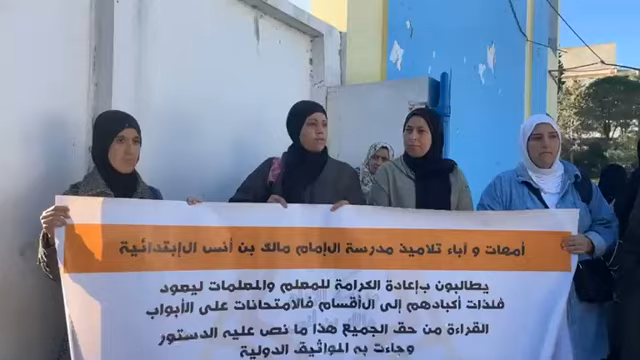 أمهات و آباء تلاميذ مدرسة الإمام مالك بن أنس الإبتدائية
يطالبون بـإعادة الكرامة للمعلم والمعلمات ليعود
فلذات أكبادهم إلى الأقسام فالامتحانات على الأبواب
القراءة من حق الجميع هذا ما نص عليه الدستور
وجاءت به المواثيق الدولية